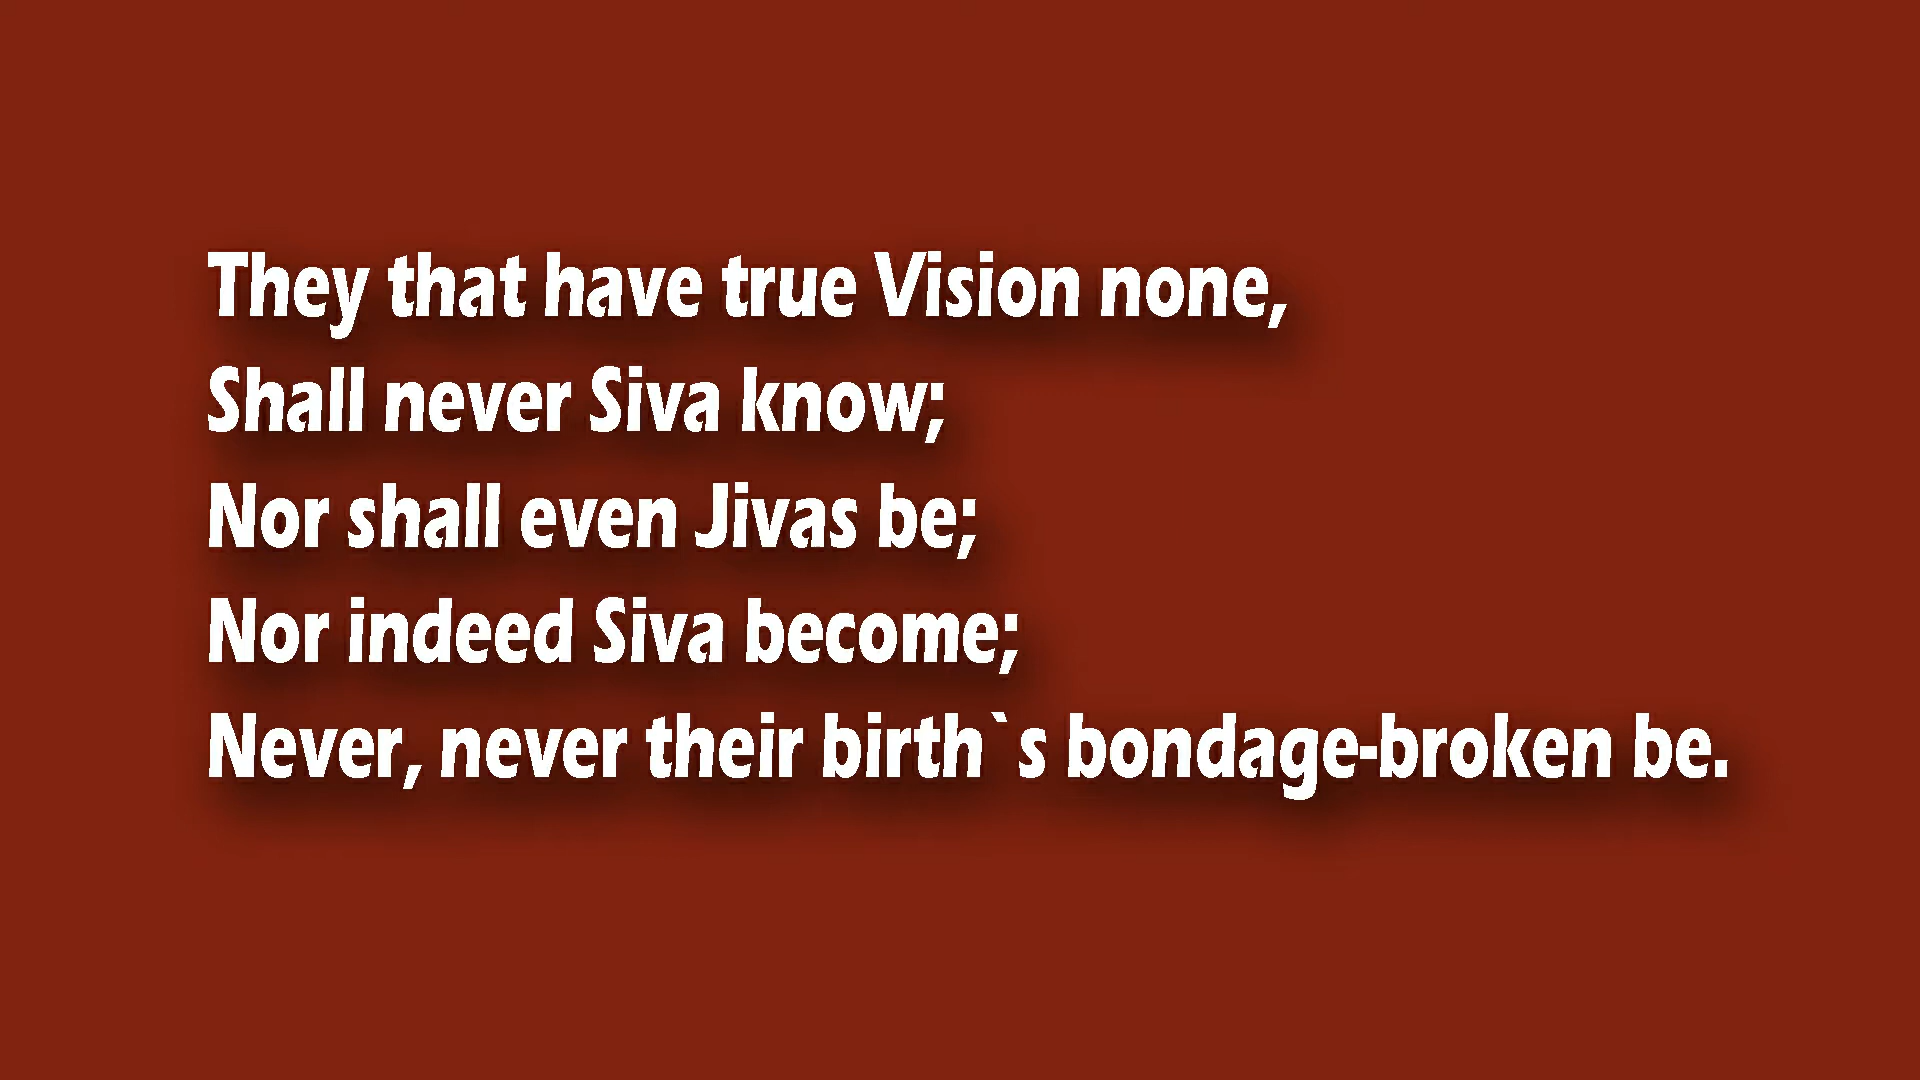 They that have true Vision none,
Shall never Siva know;
Nor shall even Jivas be;
Nor indeed Siva become;
Never, never their birth`s bondage-broken be.